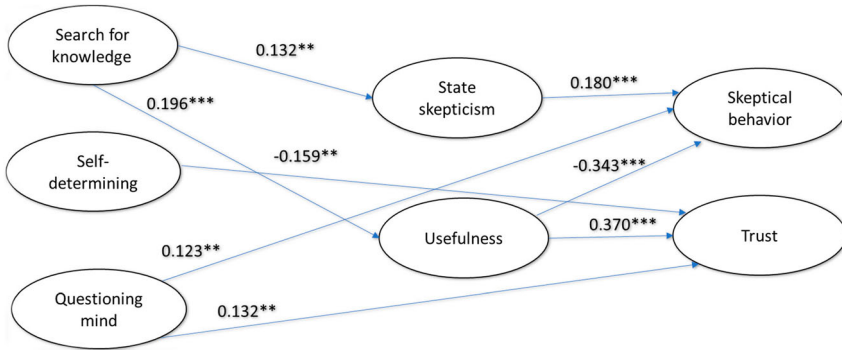 Search for
knowledge
0.132**
State
skepticism
0.180***
Skeptical
behavior
0.196***
Self-
determining
-0.159**
-0.343***
Usefulness
0.370***
Trust
0.123**
Questioning
mind
0.132**